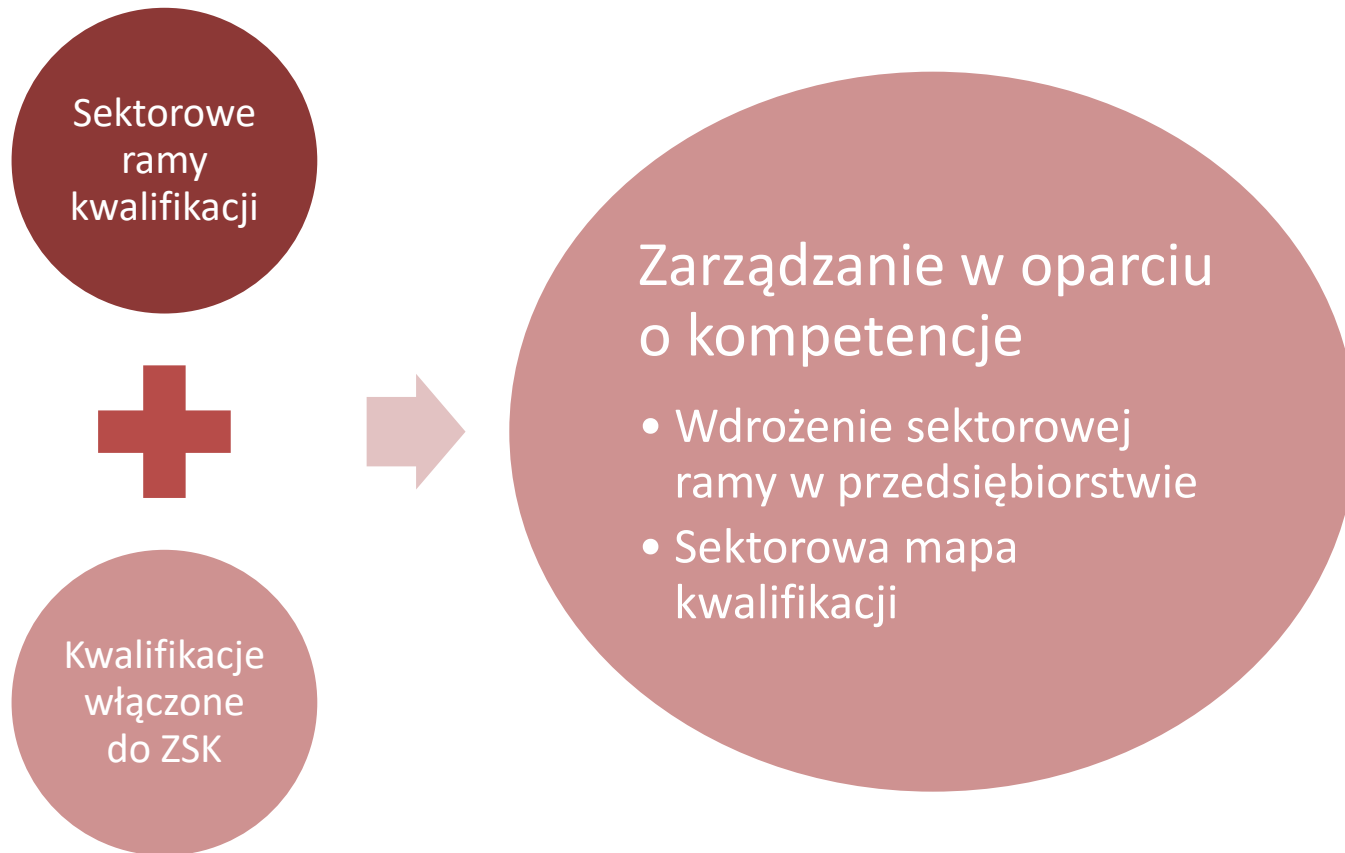 Sektorowe
ramy
kwalifikacji
Kwalifikacje
włączone
do ZSK
Zarządzanie w oparciu
o kompetencje
• Wdrożenie sektorowej
ramy w przedsiębiorstwie
• Sektorowa mapa
kwalifikacji